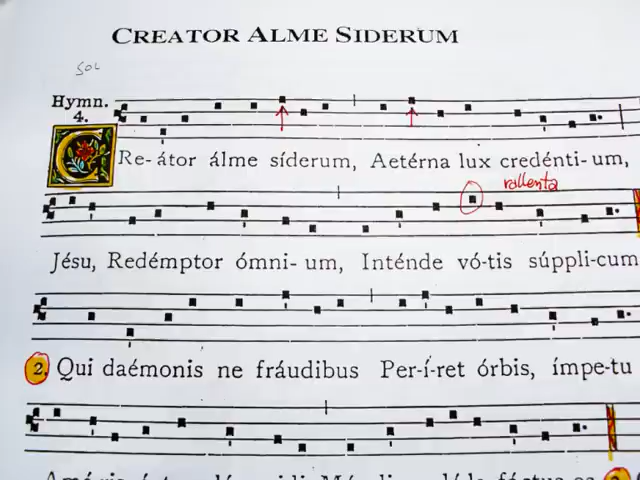 CREATOR ALME SIDERUM
SOL
Hymn.
4.
CRe-átor álme síderum, Aetérna lux credénti-um,
rallenta
Jésu, Redémptor ómni-um, Inténde vó-tis súppli-cum
2. Qui daémonis ne fráudibus Per-í-ret órbis, ímpe-tu